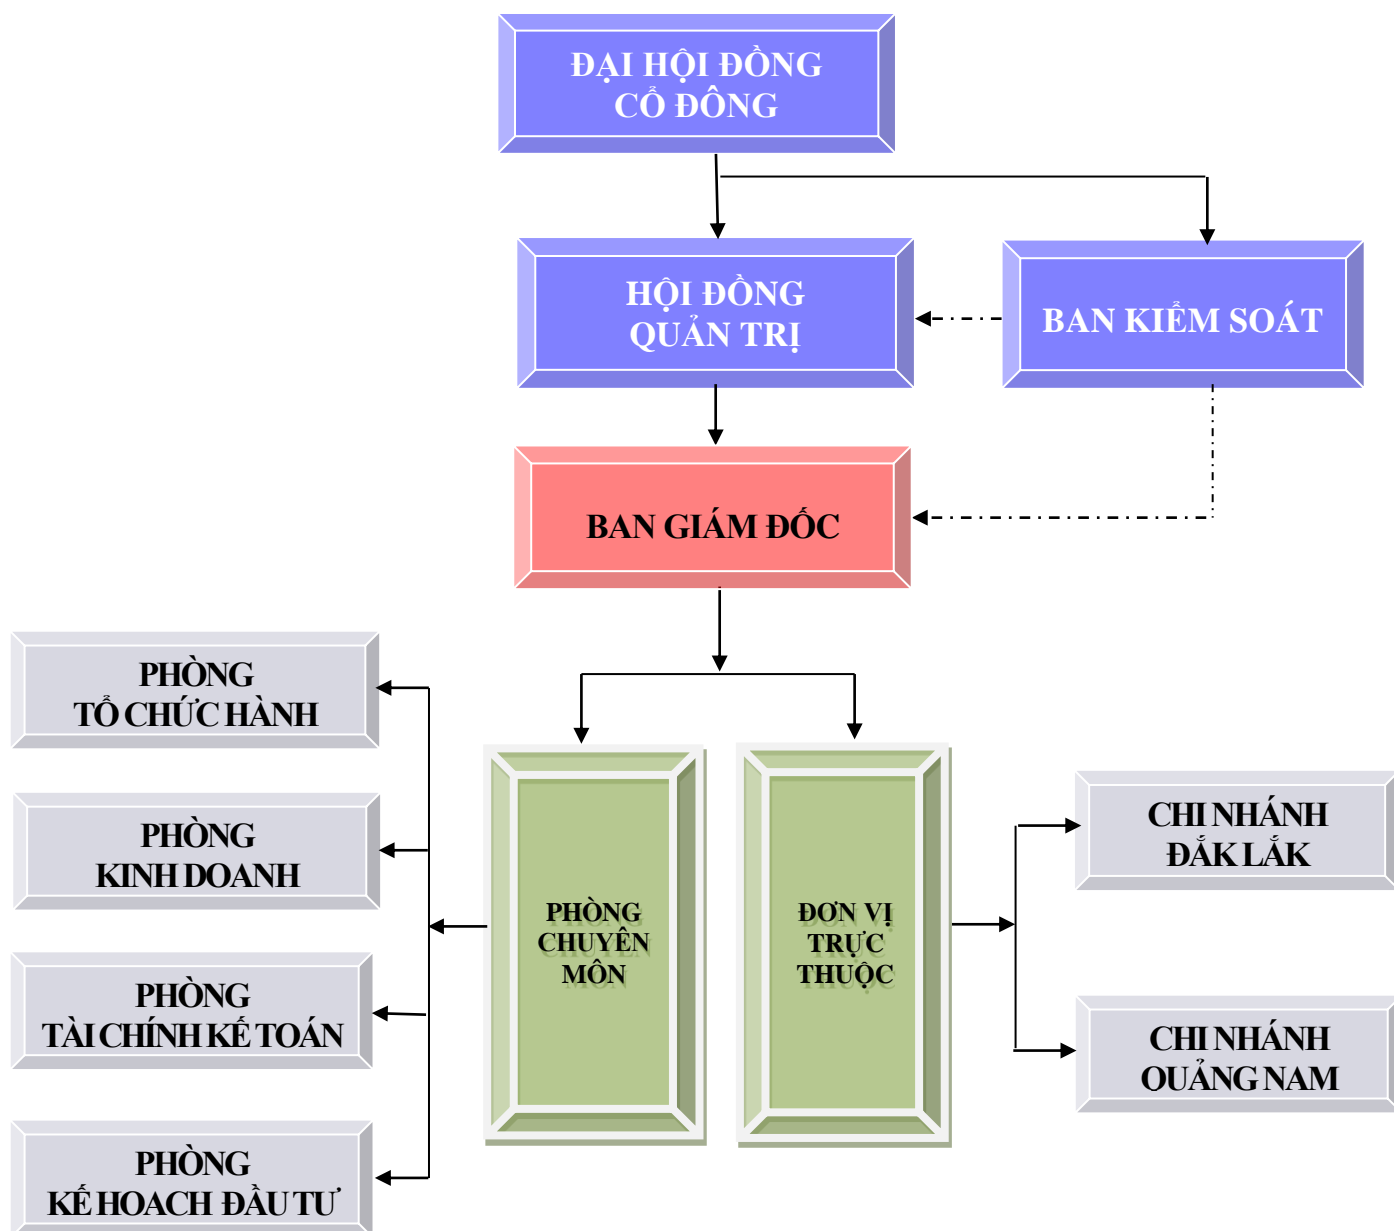 ĐẠI HỘI ĐỒNG
CỔ ĐÔNG
HỘI ĐỒNG
QUẢN TRỊ
BAN KIỂM SOÁT
BAN GIÁM ĐỐC
PHÒNG
TỔ CHỨC HÀNH
PHÒNG
KINH DOANH
PHÒNG
TÀI CHÍNH KẾ TOÁN
PHÒNG
KẾ HOẠCH ĐẦU TƯ
PHÒNG
CHUYÊN
MÔN
ĐƠN VỊ
TRỰC
THUỘC
CHI NHÁNH
ĐẮK LẮK
CHI NHÁNH
QUẢNG NAM